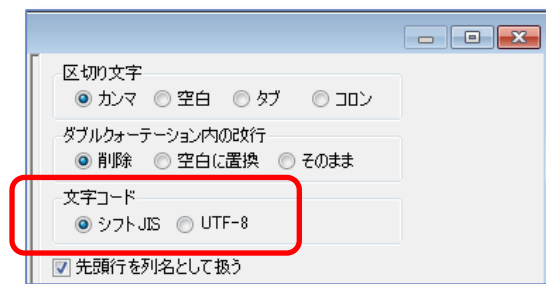 区切り文字
カンマ 空白 タブ コロン
ダブルクォーテーション内の改行
削除 空白に置換 そのまま
文字コード
シフトJIS UTF-8
先頭行を列名として扱う